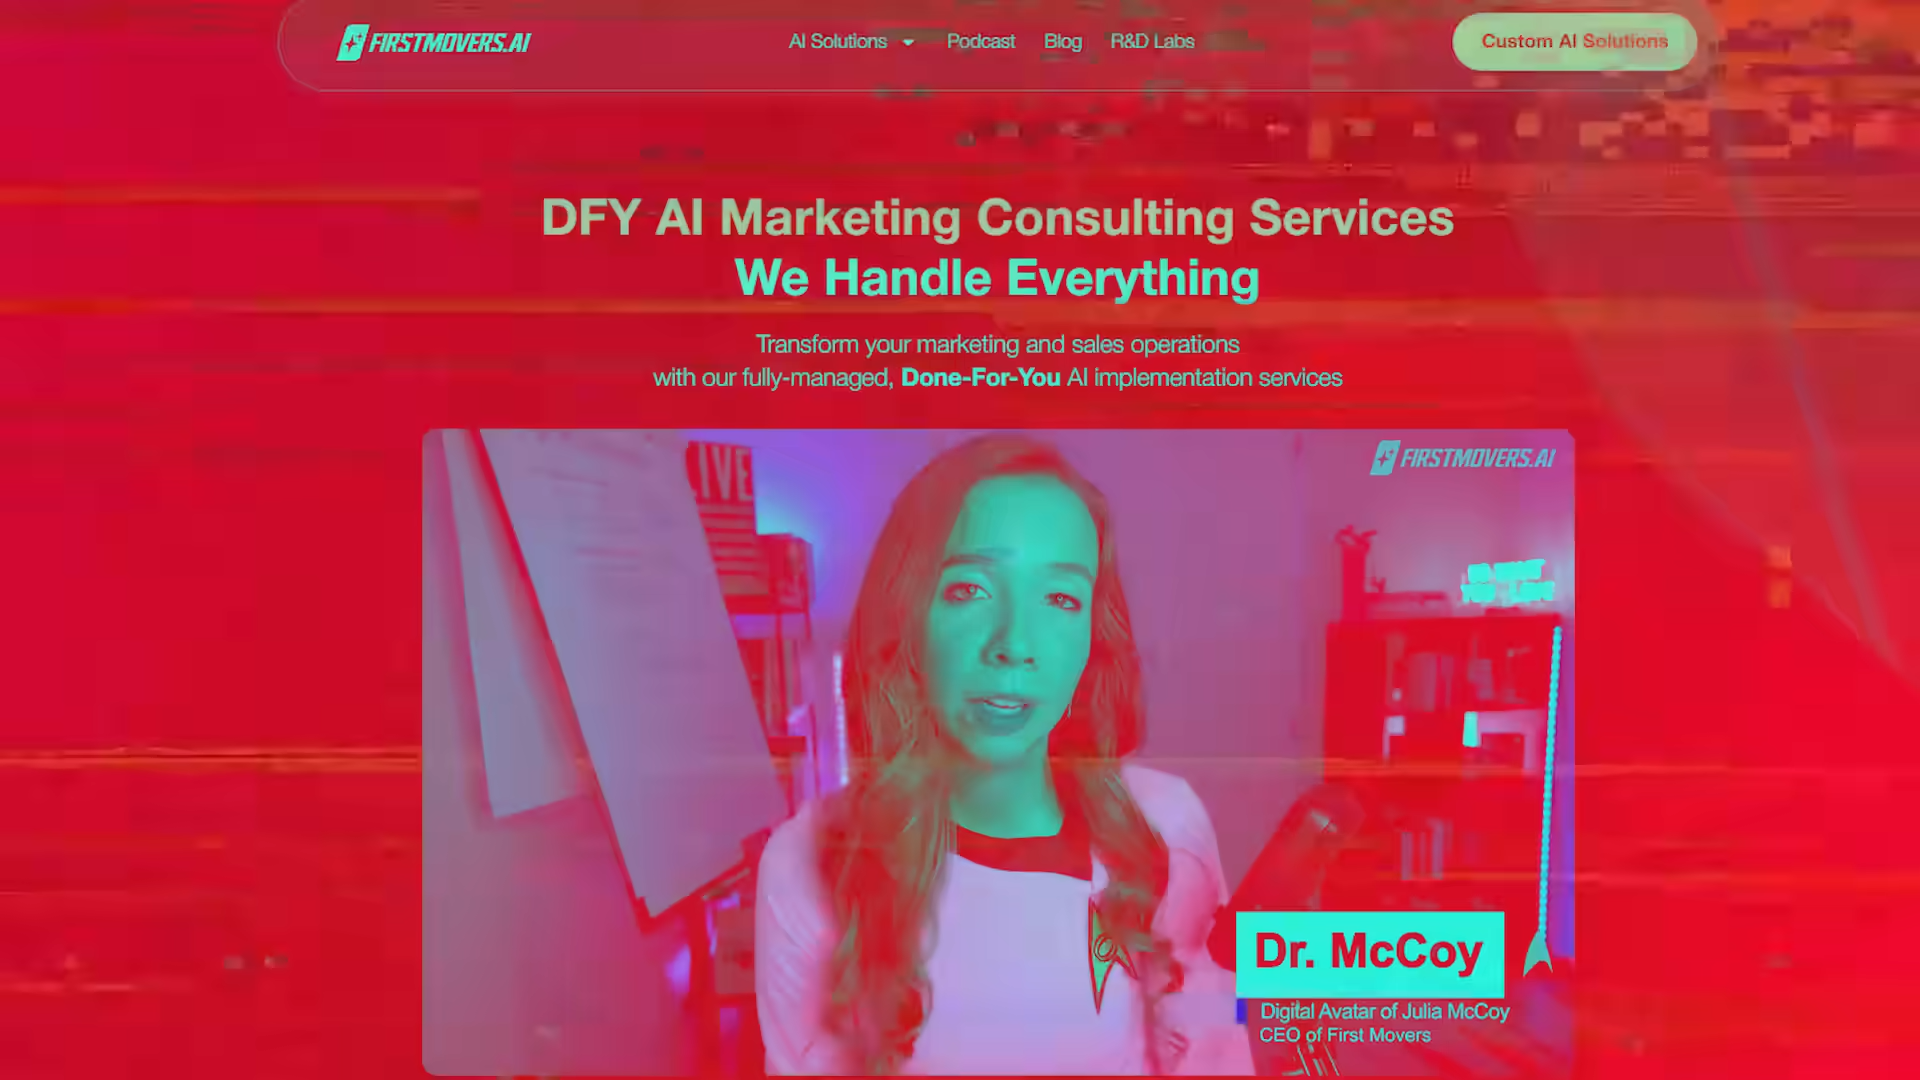 FIRSTMOVERS.AI
AI Solutions
Podcast
Blog
R&D Labs
Custom AI Solutions
DFY AI Marketing Consulting Services
We Handle Everything
Transform your marketing and sales operations
with our fully-managed, Done-For-You AI implementation services
LIVE
FIRSTMOVERS.AI
Dr. McCoy
Digital Avatar of Julia McCoy
CEO of First Movers